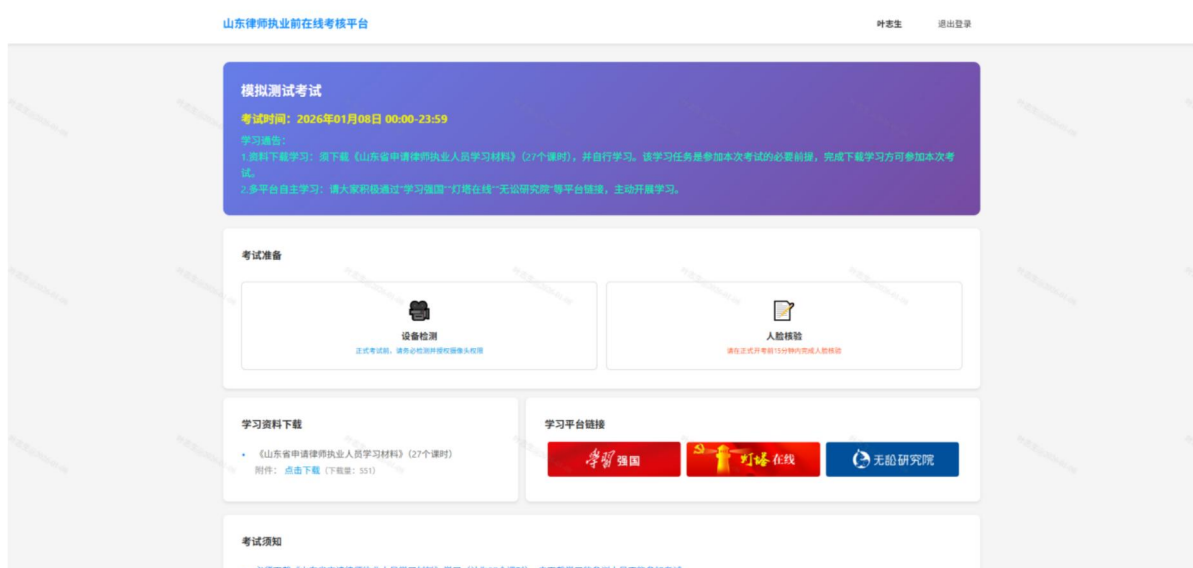 山东律师执业前在线考核平台
叶志生 退出登录
模拟测试考试
考试时间：2026年01月08日 00:00-23:59
学习通告：
1.资料下载学习：须下载《山东省申请律师执业人员学习材料》（27个课时），并自行学习。该学习任务是参加本次考试的必要前提，完成下载学习方可参加本次考
试。
2.多平台自主学习：请大家积极通过“学习强国”“灯塔在线”“无讼研究院”等平台链接，主动开展学习。
考试准备
设备检测
正式考试前，请务必检测并授权摄像头权限
人脸核验
请在正式开考前15分钟内完成人脸核验
学习资料下载
《山东省申请律师执业人员学习材料》（27个课时）
附件： 点击下载 （下载量：551）
学习平台链接
学习强国
灯塔在线
无讼研究院
考试须知